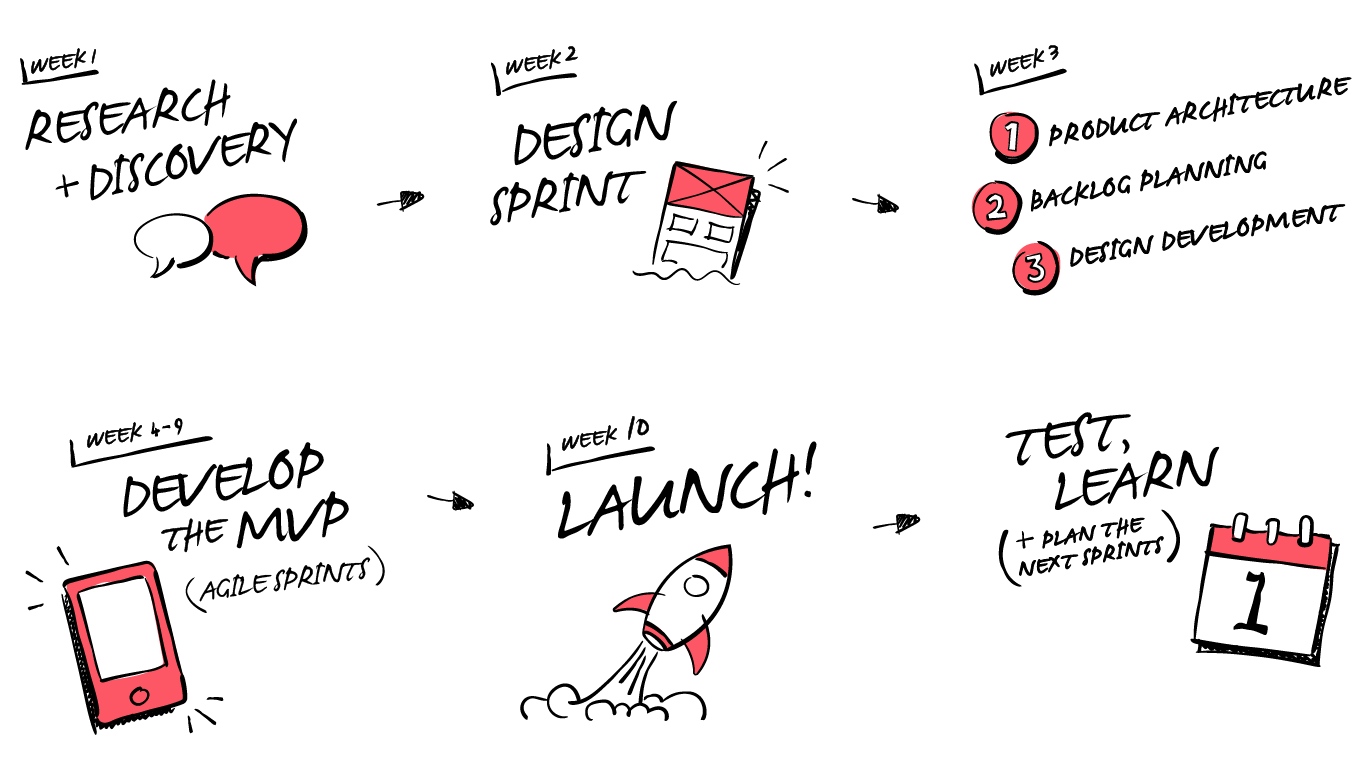 WEEK 1
RESEARCH
+ DISCOVERY
WEEK 2
DESIGN
SPRINT
WEEK 3
1 PRODUCT ARCHITECTURE
2 BACKLOG PLANNING
3 DESIGN DEVELOPMENT
WEEK 4-9
DEVELOP
THE MVP
(AGILE SPRINTS)
WEEK 10
LAUNCH!
TEST,
LEARN
(+ PLAN THE
NEXT SPRINTS)
1